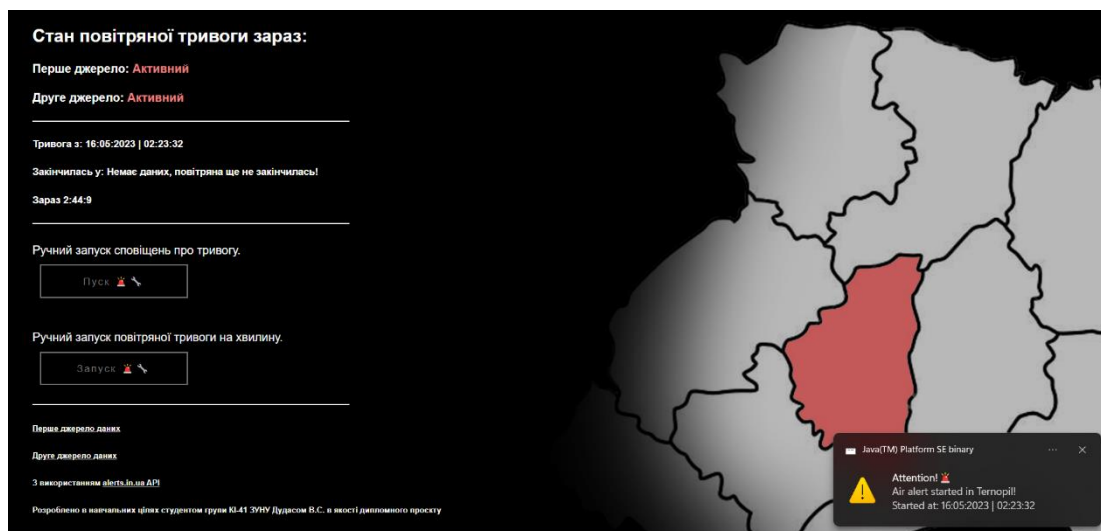 Стан повітряної тривоги зараз:
Перше джерело: Активний
Друге джерело: Активний
Тривога з: 16:05:2023 | 02:23:32
Закінчилась у: Немає даних, повітряна ще не закінчилась!
Зараз 2:44:9
Ручний запуск сповіщень про тривогу.
Пуск 🚨 🔧
Ручний запуск повітряної тривоги на хвилину.
Запуск 🚨 🔧
Перше джерело даних
Друге джерело даних
З використанням alerts.in.ua API
Розроблено в навчальних цілях студентом групи КІ-41 ЗУНУ Дудасом В.С. в якості дипломного проєкту
Java(TM) Platform SE binary
Attention! 🚨
Air alert started in Ternopil!
Started at: 16:05:2023 | 02:23:32